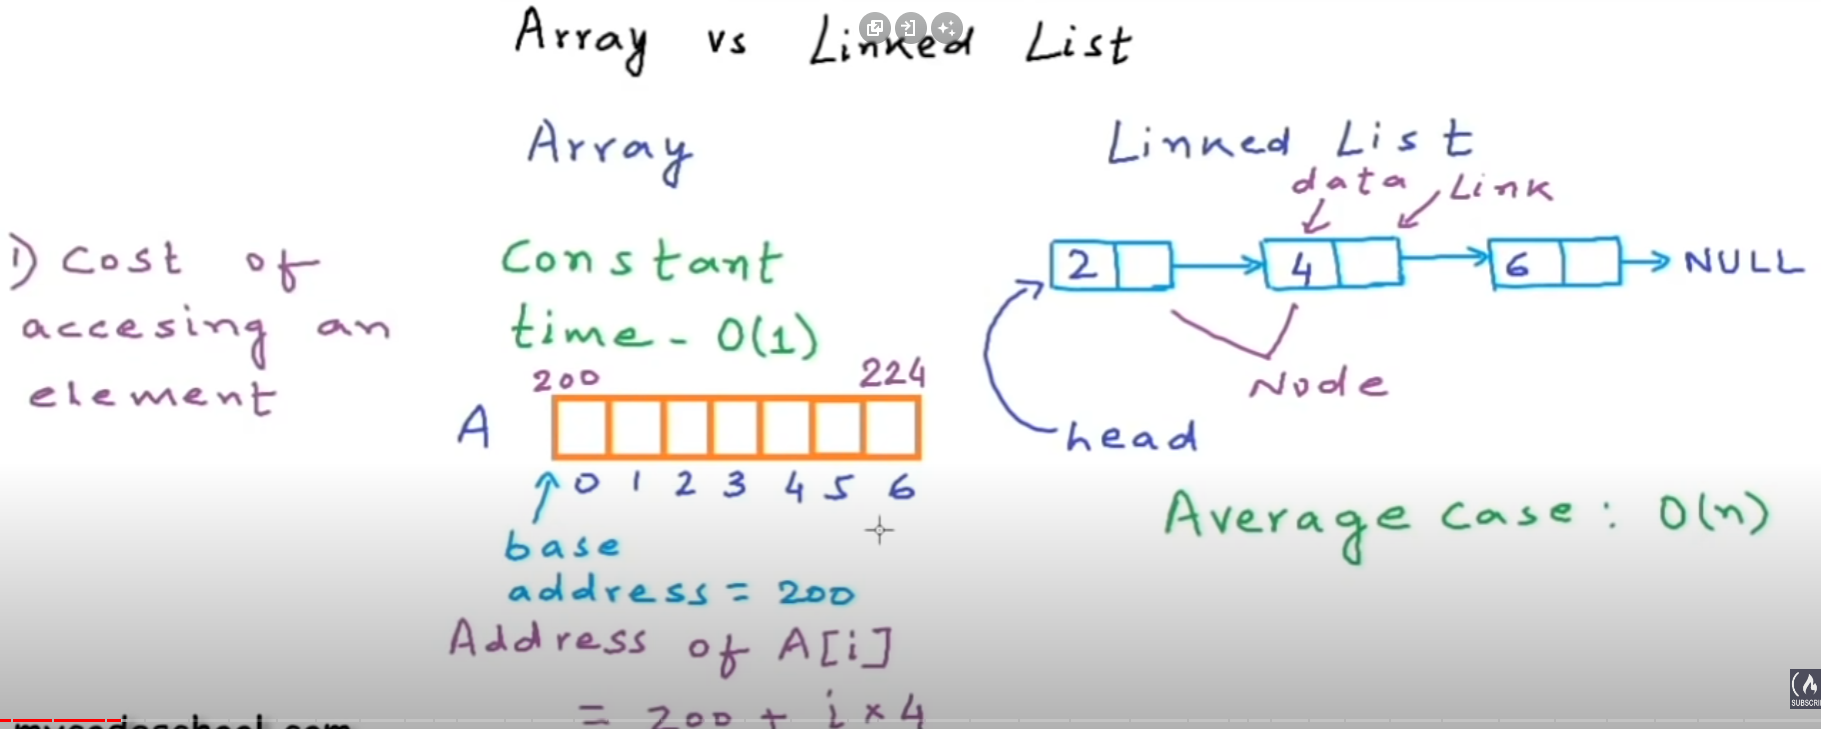 Array vs Linked List
Array
Linked List
data
Link
1) Cost of
accesing an
element
Constant
time - O(1)
200
224
A
0 1 2 3 4 5 6
base
address = 200
Address of A[i]
= 200 + i × 4
2
4
6
NULL
Node
head
Average case : O(n)
mycodeschool.com
SUBSCRI